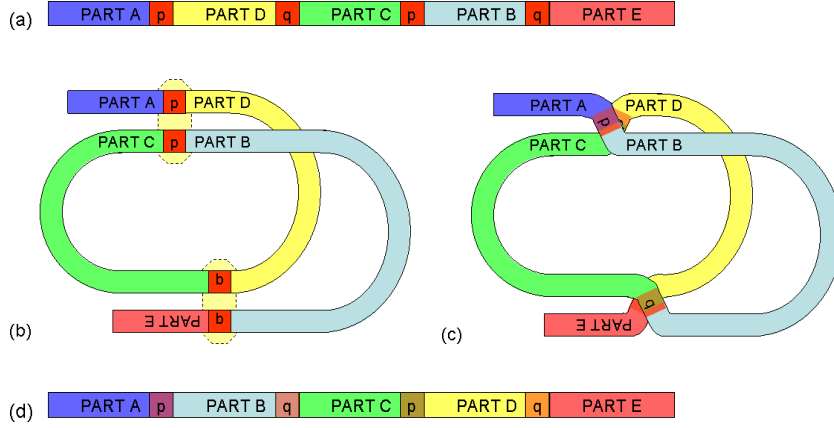 (a) PART A p PART D q PART C p PART B q PART E
PART A p PART D
PART C p PART B
q
PART E q
(b)
PART A p PART D
PART C PART B
q
PART E
(c)
(d) PART A p PART B q PART C p PART D q PART E